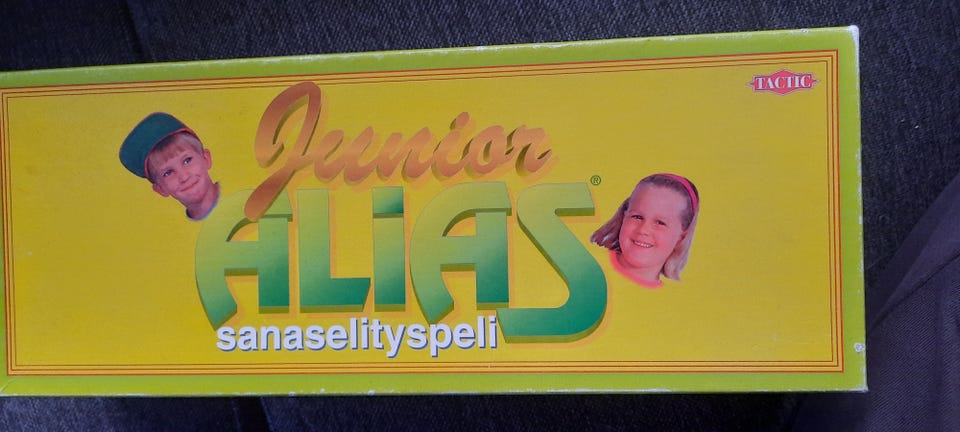 TACTIC
Junior
ALiAS®
sanaselityspeli